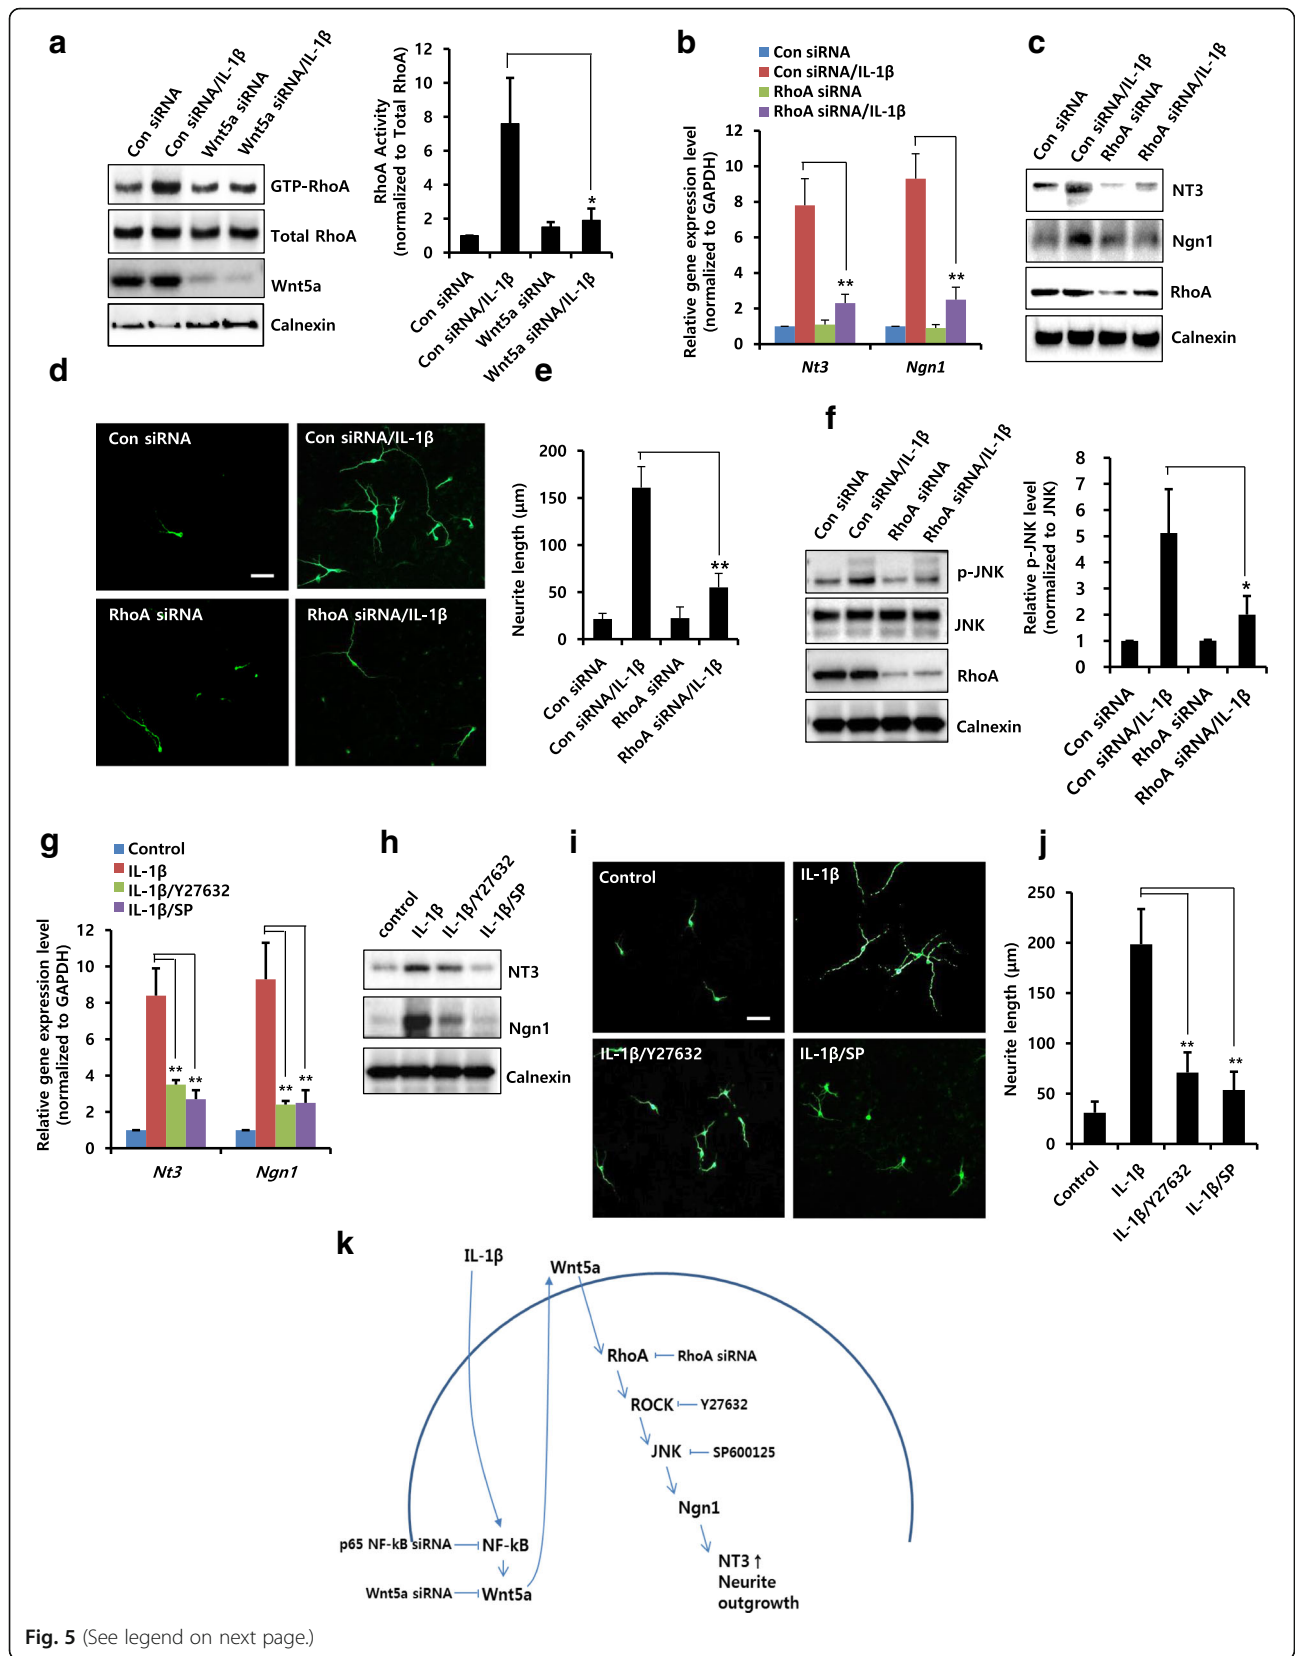 a
Con siRNA
Con siRNA/IL-1β
Wnt5a siRNA
Wnt5a siRNA/IL-1β
GTP-RhoA
Total RhoA
Wnt5a
Calnexin
RhoA Activity
(normalized to Total RhoA)
12
10
8
6
4
2
0
Con siRNA
Con siRNA/IL-1β
Wnt5a siRNA
Wnt5a siRNA/IL-1β
*
b
Con siRNA
Con siRNA/IL-1β
RhoA siRNA
RhoA siRNA/IL-1β
Relative gene expression level
(normalized to GAPDH)
12
10
8
6
4
2
0
**
**
Nt3
Ngn1
c
Con siRNA
Con siRNA/IL-1β
RhoA siRNA
RhoA siRNA/IL-1β
NT3
Ngn1
RhoA
Calnexin
d
Con siRNA
Con siRNA/IL-1β
RhoA siRNA
RhoA siRNA/IL-1β
e
Neurite length (μm)
200
150
100
50
0
**
Con siRNA
Con siRNA/IL-1β
RhoA siRNA
RhoA siRNA/IL-1β
f
Con siRNA
Con siRNA/IL-1β
RhoA siRNA
RhoA siRNA/IL-1β
p-JNK
JNK
RhoA
Calnexin
Relative p-JNK level
(normalized to JNK)
8
7
6
5
4
3
2
1
0
*
Con siRNA
Con siRNA/IL-1β
RhoA siRNA
RhoA siRNA/IL-1β
g
Control
IL-1β
IL-1β/Y27632
IL-1β/SP
Relative gene expression level
(normalized to GAPDH)
12
10
8
6
4
2
0
**
**
**
**
Nt3
Ngn1
h
control
IL-1β
IL-1β/Y27632
IL-1β/SP
NT3
Ngn1
Calnexin
i
Control
IL-1β
IL-1β/Y27632
IL-1β/SP
j
Neurite length (μm)
250
200
150
100
50
0
**
**
Control
IL-1β
IL-1β/Y27632
IL-1β/SP
k
IL-1β
Wnt5a
RhoA
RhoA siRNA
ROCK
Y27632
JNK
SP600125
Ngn1
p65 NF-kB siRNA
NF-kB
NT3 ↑
Neurite
outgrowth
Wnt5a siRNA
Wnt5a
Fig. 5 (See legend on next page.)